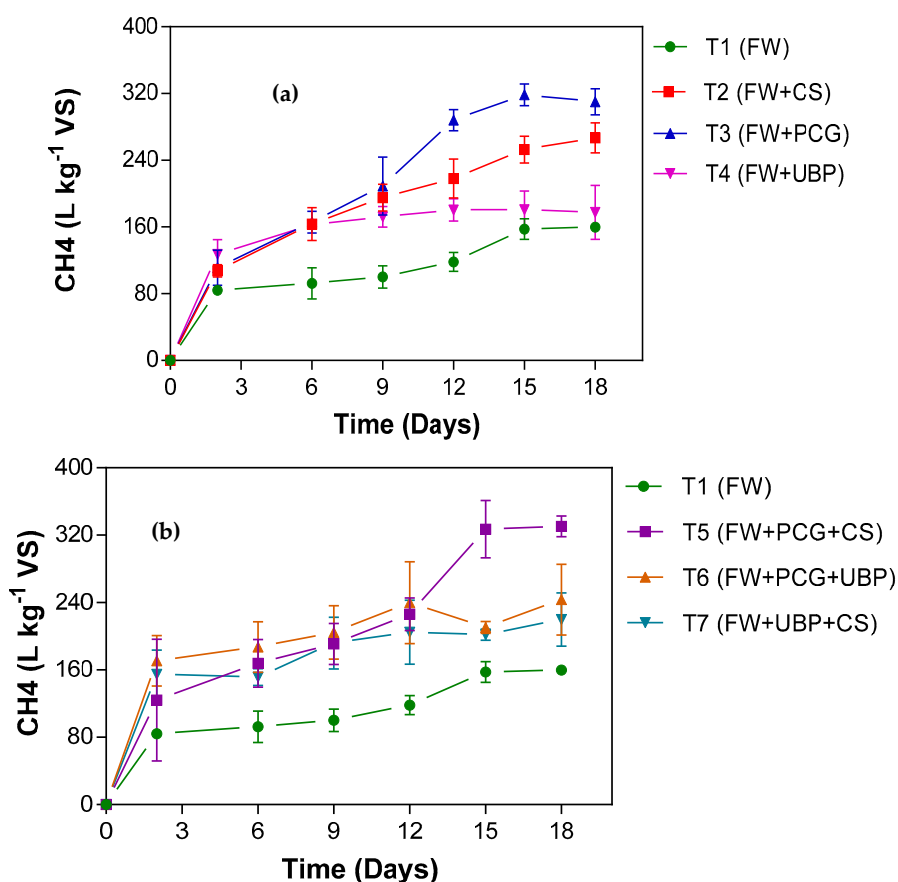 400
320
240
160
80
0
CH4 (L kg⁻¹ VS)
(a)
0 3 6 9 12 15 18
Time (Days)
T1 (FW)
T2 (FW+CS)
T3 (FW+PCG)
T4 (FW+UBP)
400
320
240
160
80
0
CH4 (L kg⁻¹ VS)
(b)
0 3 6 9 12 15 18
Time (Days)
T1 (FW)
T5 (FW+PCG+CS)
T6 (FW+PCG+UBP)
T7 (FW+UBP+CS)